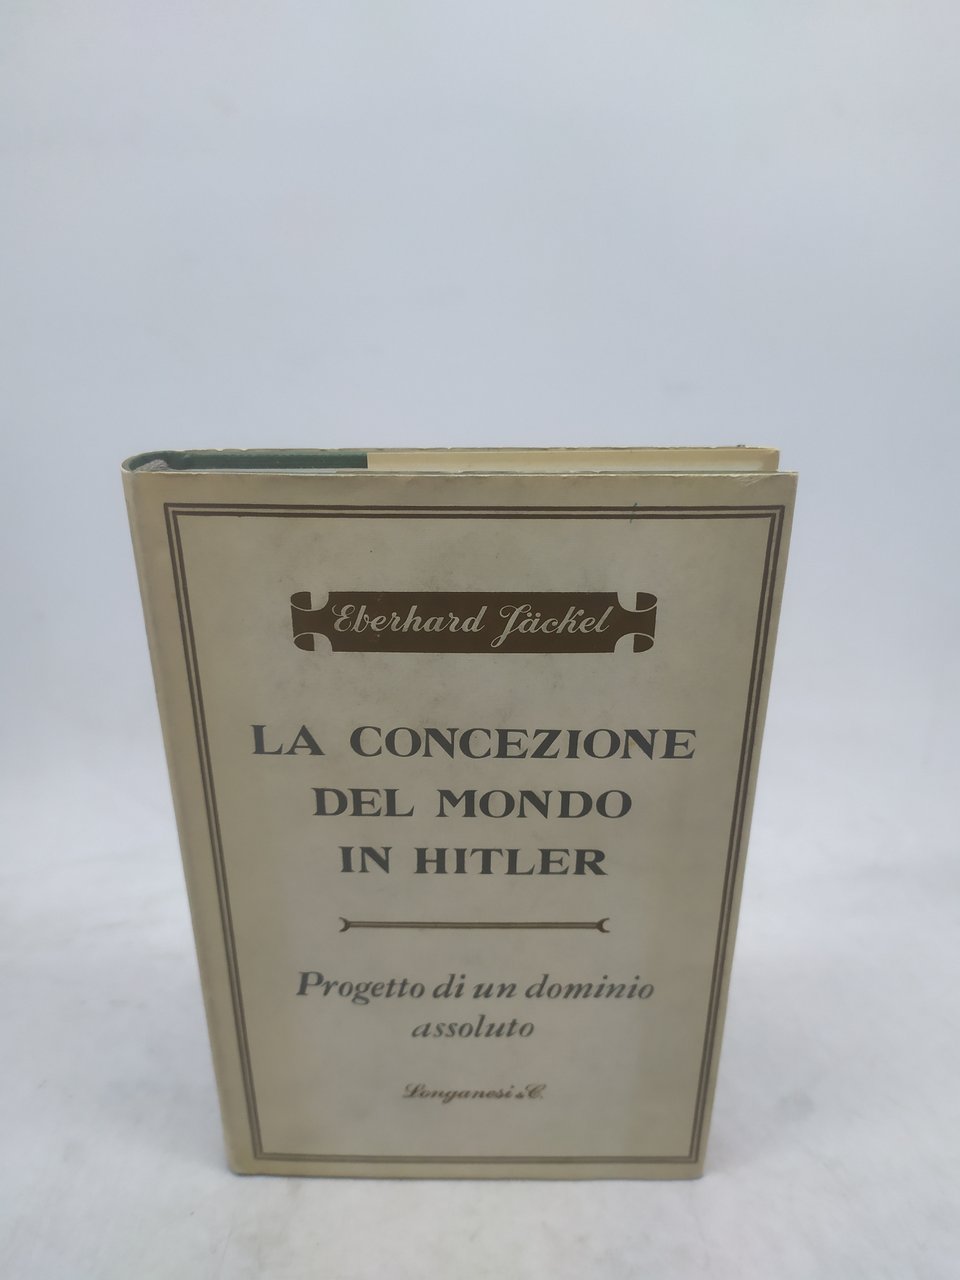 Eberhard Jäckel
LA CONCEZIONE
DEL MONDO
IN HITLER
Progetto di un dominio
assoluto
Longanesi & C.